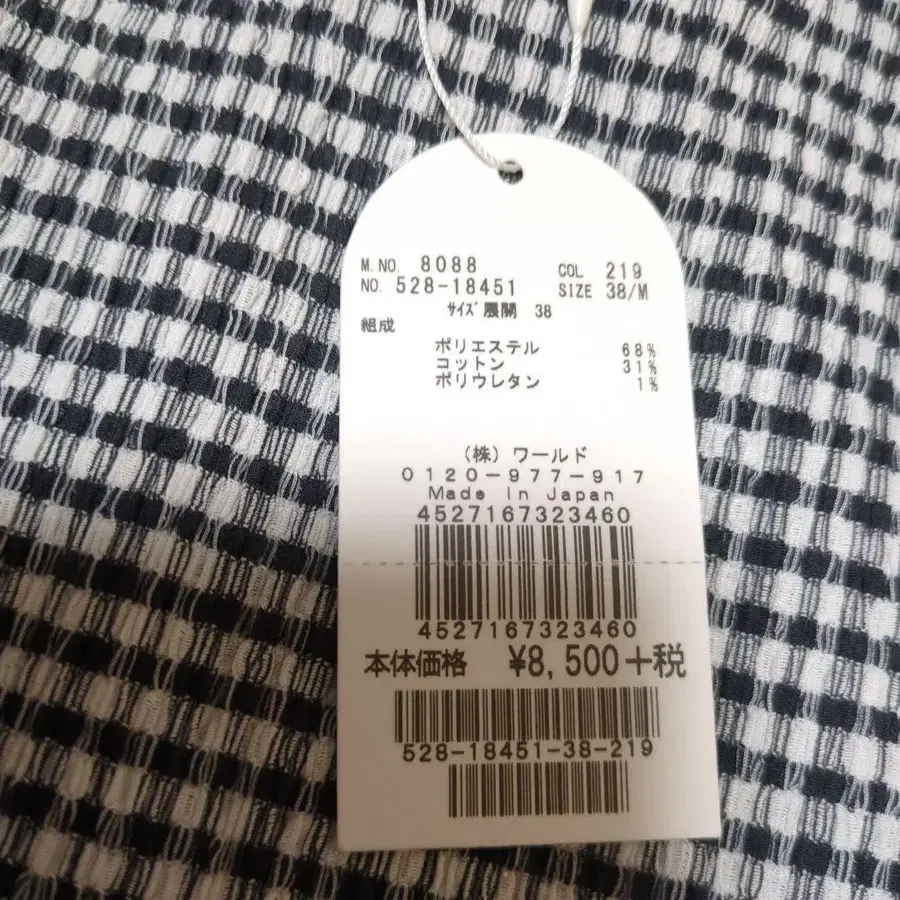 M.NO. 8088 COL 219
NO. 528-18451 SIZE 38/M
サイズ展開 38
組成
ポリエステル 68%
コットン 31%
ポリウレタン 1%
(株)ワールド
0120-977-917
Made in Japan
4527167323460
4527167323460
本体価格 ¥8,500+税
528-18451-38-219